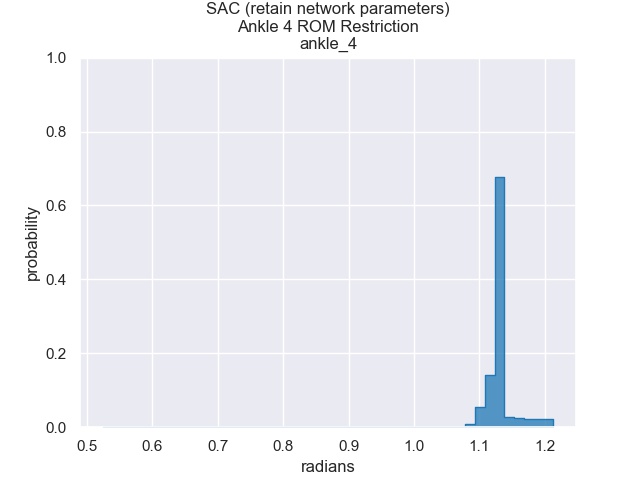 SAC (retain network parameters)
Ankle 4 ROM Restriction
ankle_4
1.0
0.8
0.6
0.4
0.2
0.0
probability
0.5 0.6 0.7 0.8 0.9 1.0 1.1 1.2
radians